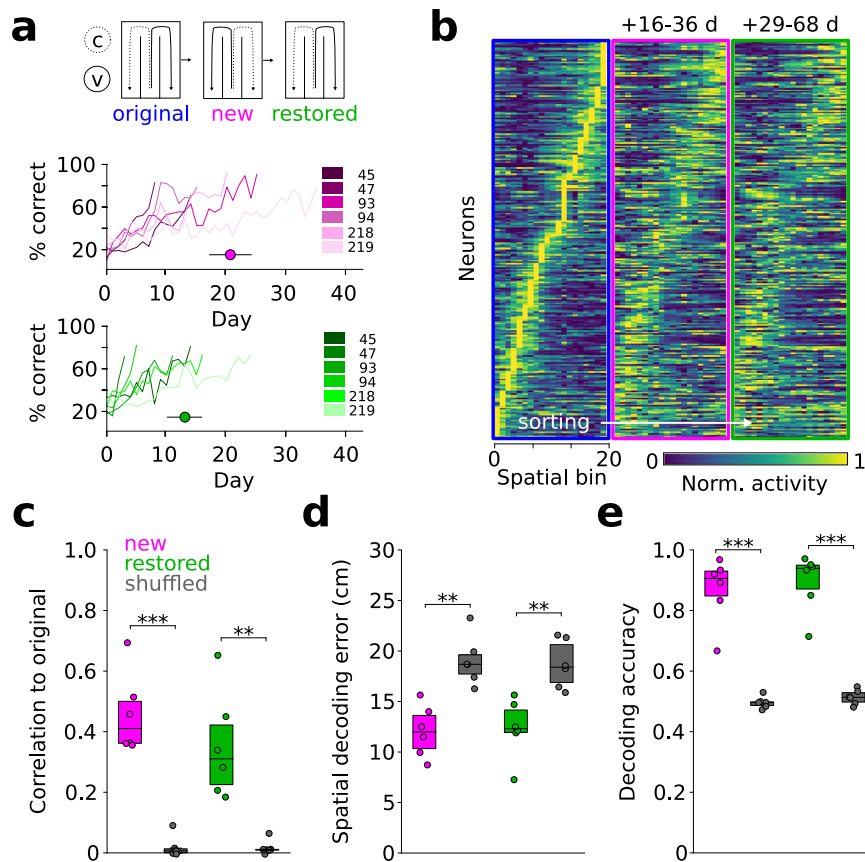 a
c
v
original new restored
100
60
20
% correct
45
47
93
94
218
219
0 10 20 30 40
Day
100
60
20
% correct
45
47
93
94
218
219
0 10 20 30 40
Day
b
+16-36 d +29-68 d
Neurons
sorting
0 20
Spatial bin
0 1
Norm. activity
c
new
restored
shuffled
1.0
0.8
0.6
0.4
0.2
0
Correlation to original
*** **
d
30
25
20
15
10
5
0
Spatial decoding error (cm)
** **
e
1.0
0.8
0.6
0.4
0.2
0
Decoding accuracy
*** ***